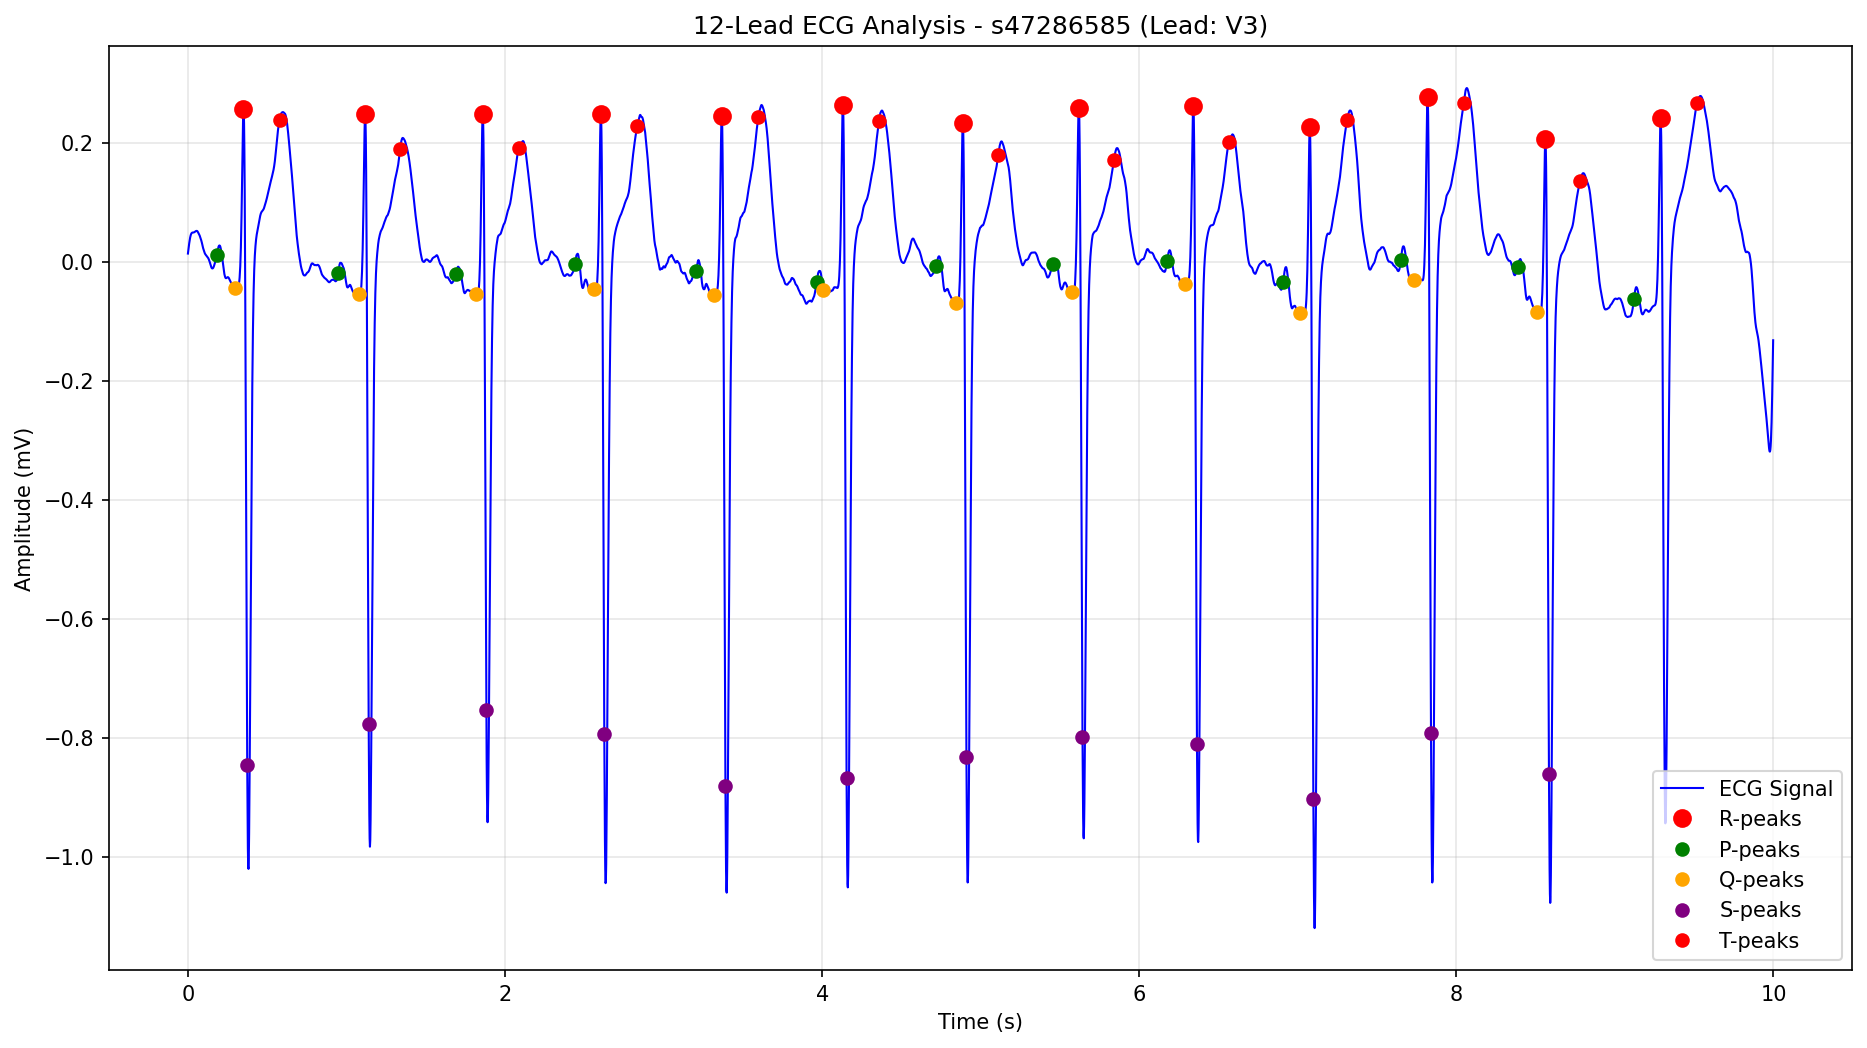 12-Lead ECG Analysis - s47286585 (Lead: V3)
Amplitude (mV)
0.2
0.0
−0.2
−0.4
−0.6
−0.8
−1.0
0
2
4
6
8
10
Time (s)
ECG Signal
R-peaks
P-peaks
Q-peaks
S-peaks
T-peaks